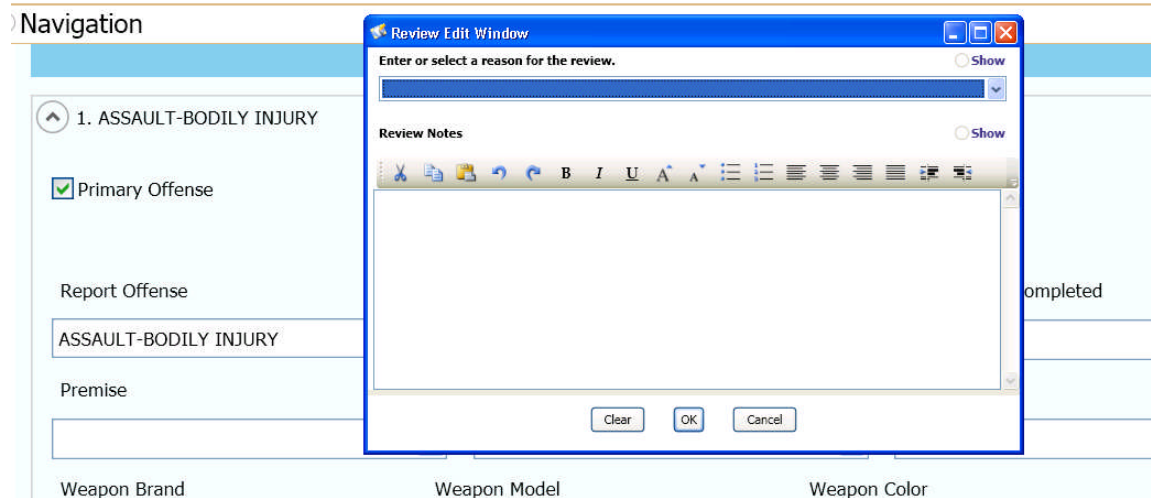 Navigation
Review Edit Window
Enter or select a reason for the review.
Show
1. ASSAULT-BODILY INJURY
Review Notes
Show
B I U A A
Primary Offense
Report Offense
ompleted
ASSAULT-BODILY INJURY
Premise
Clear OK Cancel
Weapon Brand Weapon Model Weapon Color